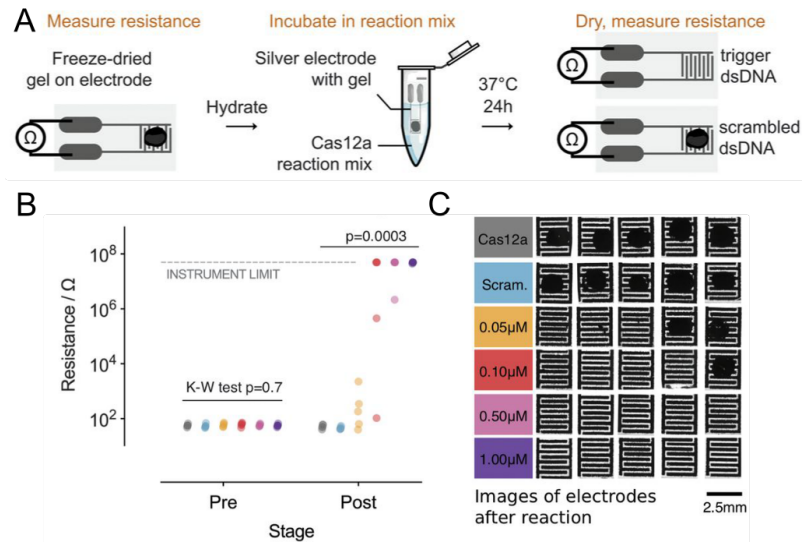 A
Measure resistance
Incubate in reaction mix
Dry, measure resistance
Freeze-dried
gel on electrode
Ω
Hydrate
Silver electrode
with gel
Cas12a
reaction mix
37°C
24h
Ω
trigger
dsDNA
Ω
scrambled
dsDNA
B
Resistance / Ω
10⁸
10⁶
10⁴
10²
INSTRUMENT LIMIT
p=0.0003
K-W test p=0.7
Pre
Post
Stage
C
Cas12a
Scram.
0.05µM
0.10µM
0.50µM
1.00µM
Images of electrodes
after reaction
2.5mm